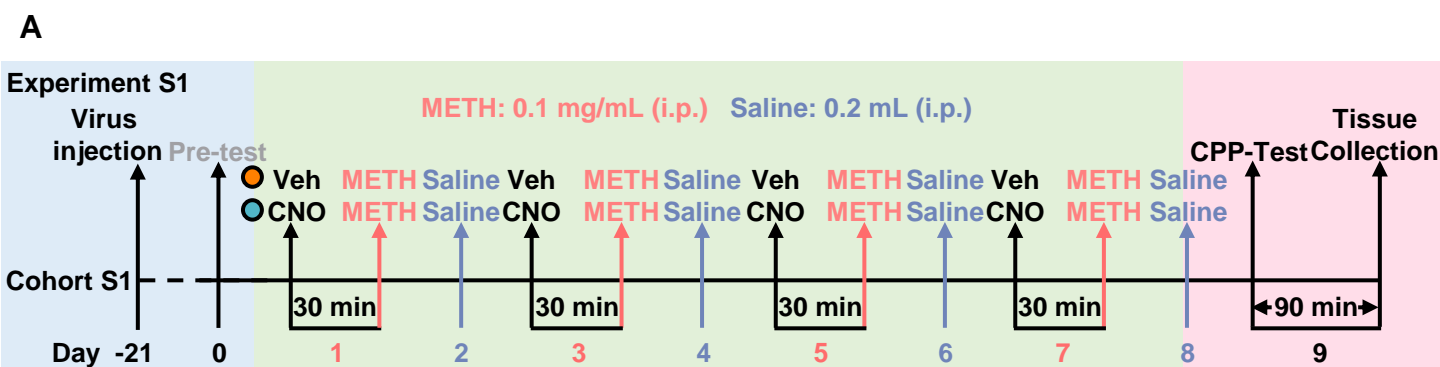 A
Experiment S1
METH: 0.1 mg/mL (i.p.) Saline: 0.2 mL (i.p.)
Virus injection
Pre-test
CPP-Test
Tissue Collection
Veh METH Saline Veh METH Saline Veh METH Saline Veh METH Saline
CNO METH Saline CNO METH Saline CNO METH Saline CNO METH Saline
Cohort S1
30 min 30 min 30 min 30 min 90 min
Day -21 0 1 2 3 4 5 6 7 8 9